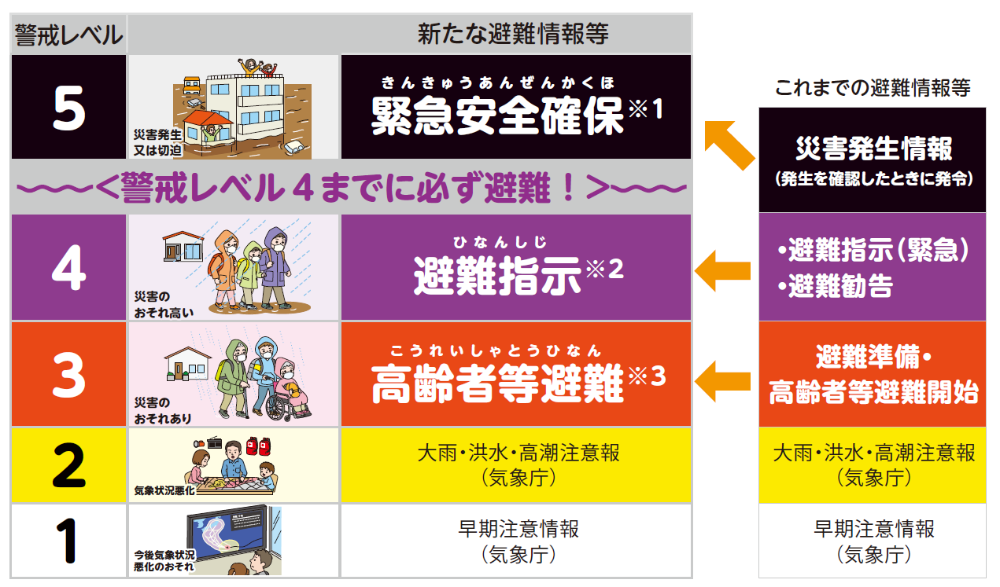 警戒レベル
新たな避難情報等
5
災害発生
又は切迫
きんきゅうあんぜんかくほ
緊急安全確保※1
<警戒レベル4までに必ず避難!>
4
災害の
おそれ高い
ひなんしじ
避難指示※2
3
災害の
おそれあり
こうれいしゃとうひなん
高齢者等避難※3
2
気象状況悪化
大雨・洪水・高潮注意報
(気象庁)
1
今後気象状況
悪化のおそれ
早期注意情報
(気象庁)
これまでの避難情報等
災害発生情報
(発生を確認したときに発令)
・避難指示(緊急)
・避難勧告
避難準備・
高齢者等避難開始
大雨・洪水・高潮注意報
(気象庁)
早期注意情報
(気象庁)